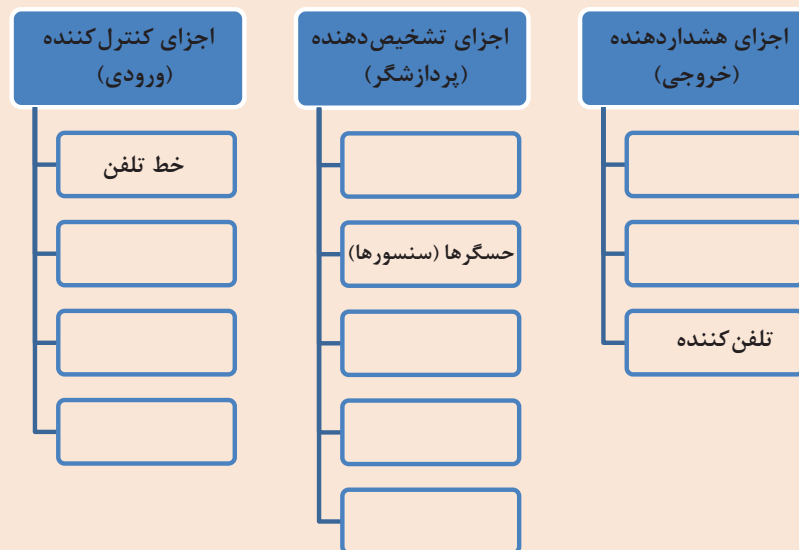 اجزای هشداردهنده
(خروجی)
تلفن‌کننده
اجزای تشخیص‌دهنده
(پردازشگر)
حسگرها (سنسورها)
اجزای کنترل‌کننده
(ورودی)
خط تلفن